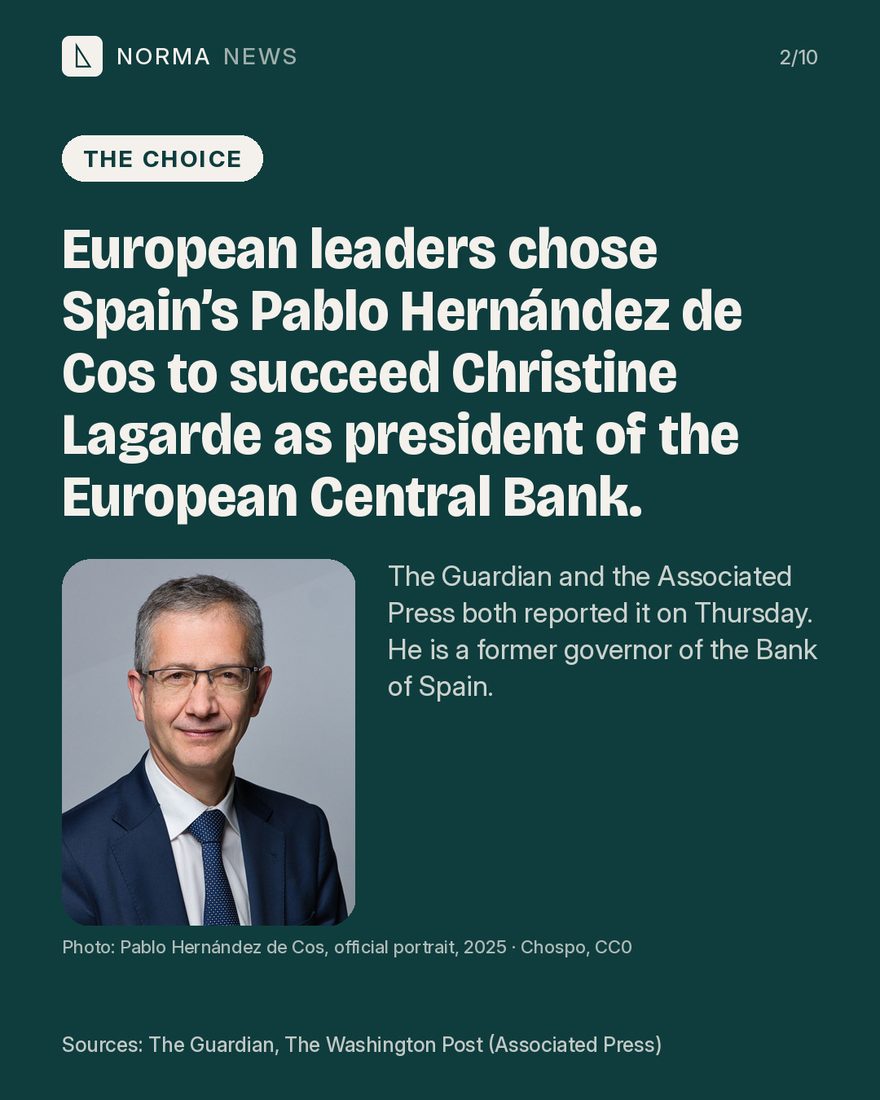 NORMA NEWS
2/10
THE CHOICE
European leaders chose
Spain’s Pablo Hernández de
Cos to succeed Christine
Lagarde as president of the
European Central Bank.
The Guardian and the Associated
Press both reported it on Thursday.
He is a former governor of the Bank
of Spain.
Photo: Pablo Hernández de Cos, official portrait, 2025 · Chospo, CC0
Sources: The Guardian, The Washington Post (Associated Press)